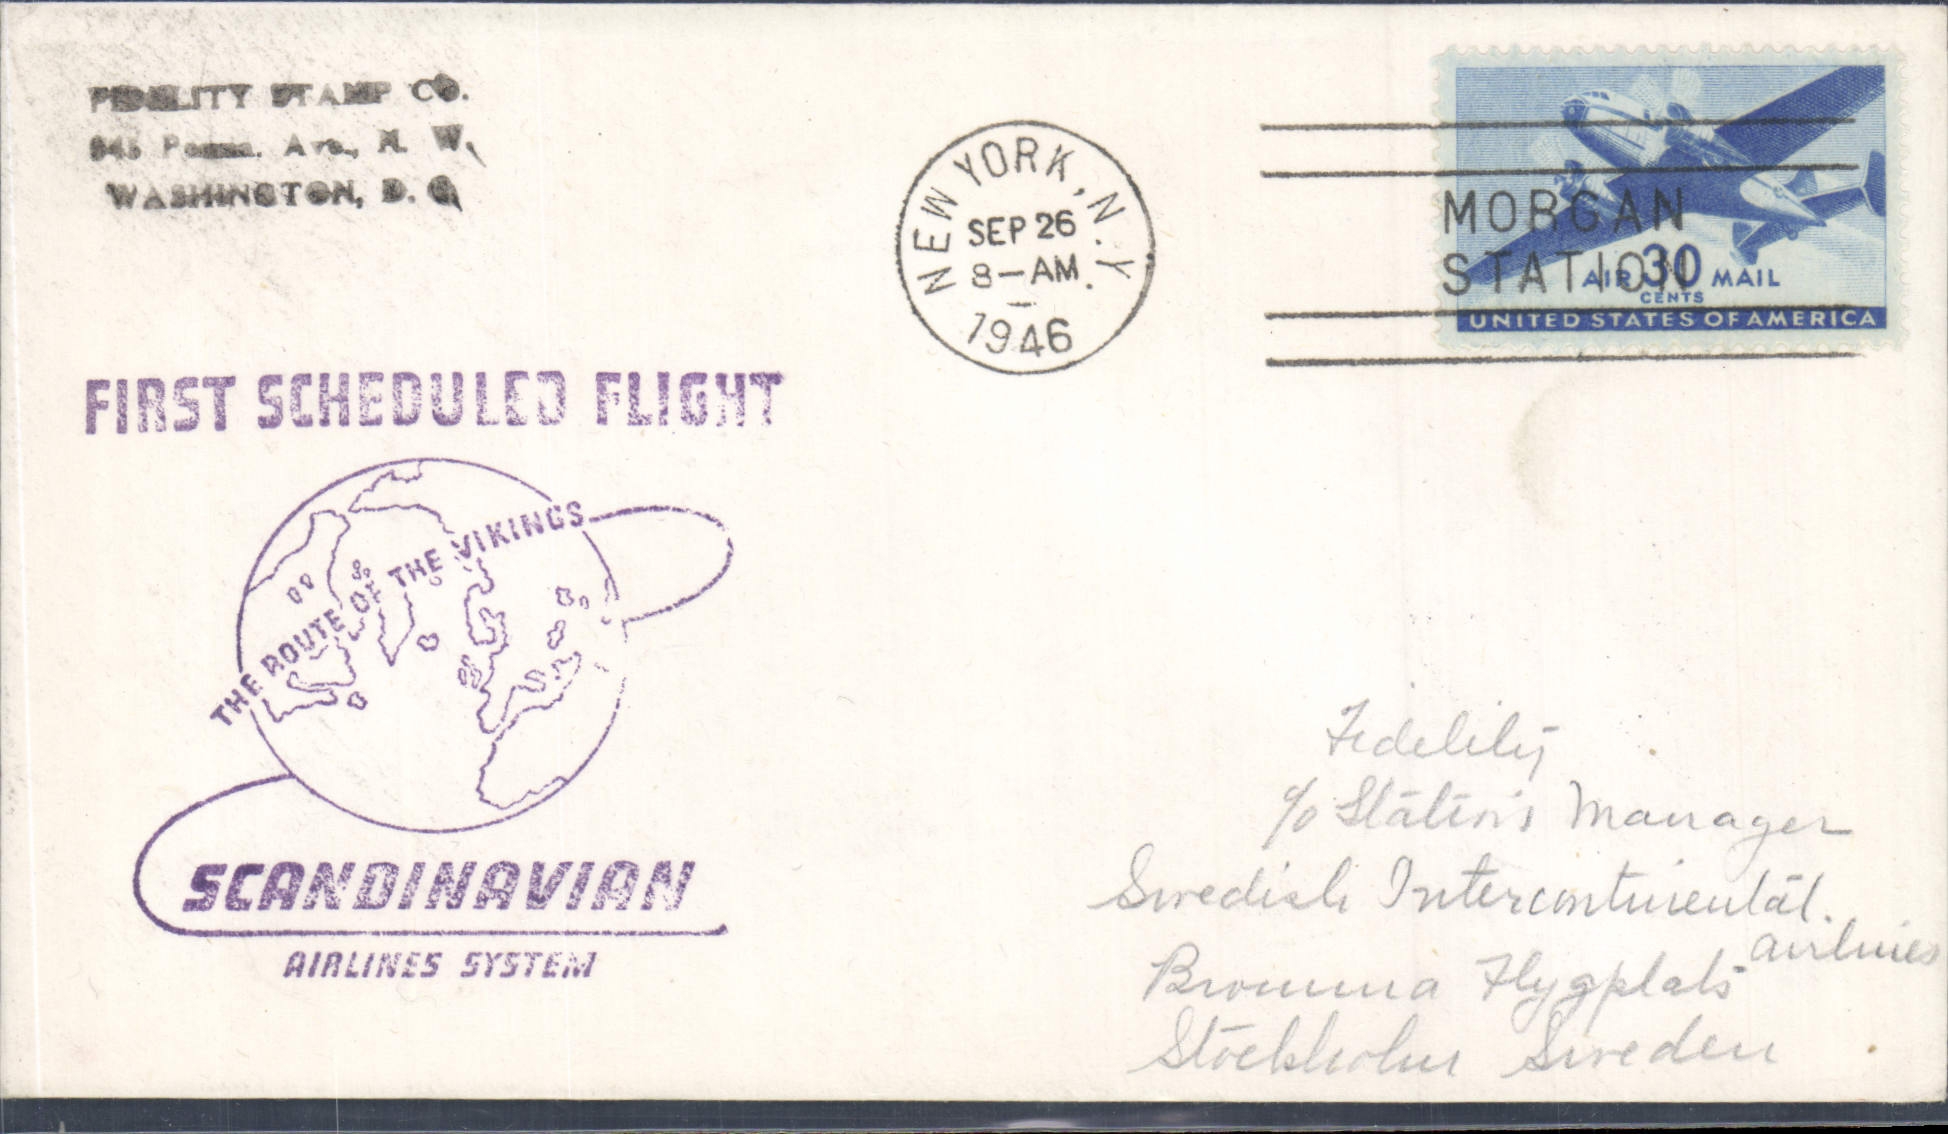 FIDELITY STAMP CO.
945 Penna. Ave., N. W.
WASHINGTON, D. C.
NEW YORK, N.Y.
SEP 26
8-AM.
1946
MORGAN
STATION
AIR 30 MAIL
CENTS
UNITED STATES OF AMERICA
FIRST SCHEDULED FLIGHT
THE ROUTE OF THE VIKINGS
SCANDINAVIAN
AIRLINES SYSTEM
Fidelity
c/o Station's Manager
Swedish Intercontinental
airlines
Bromma Flygplats
Stockholm Sweden